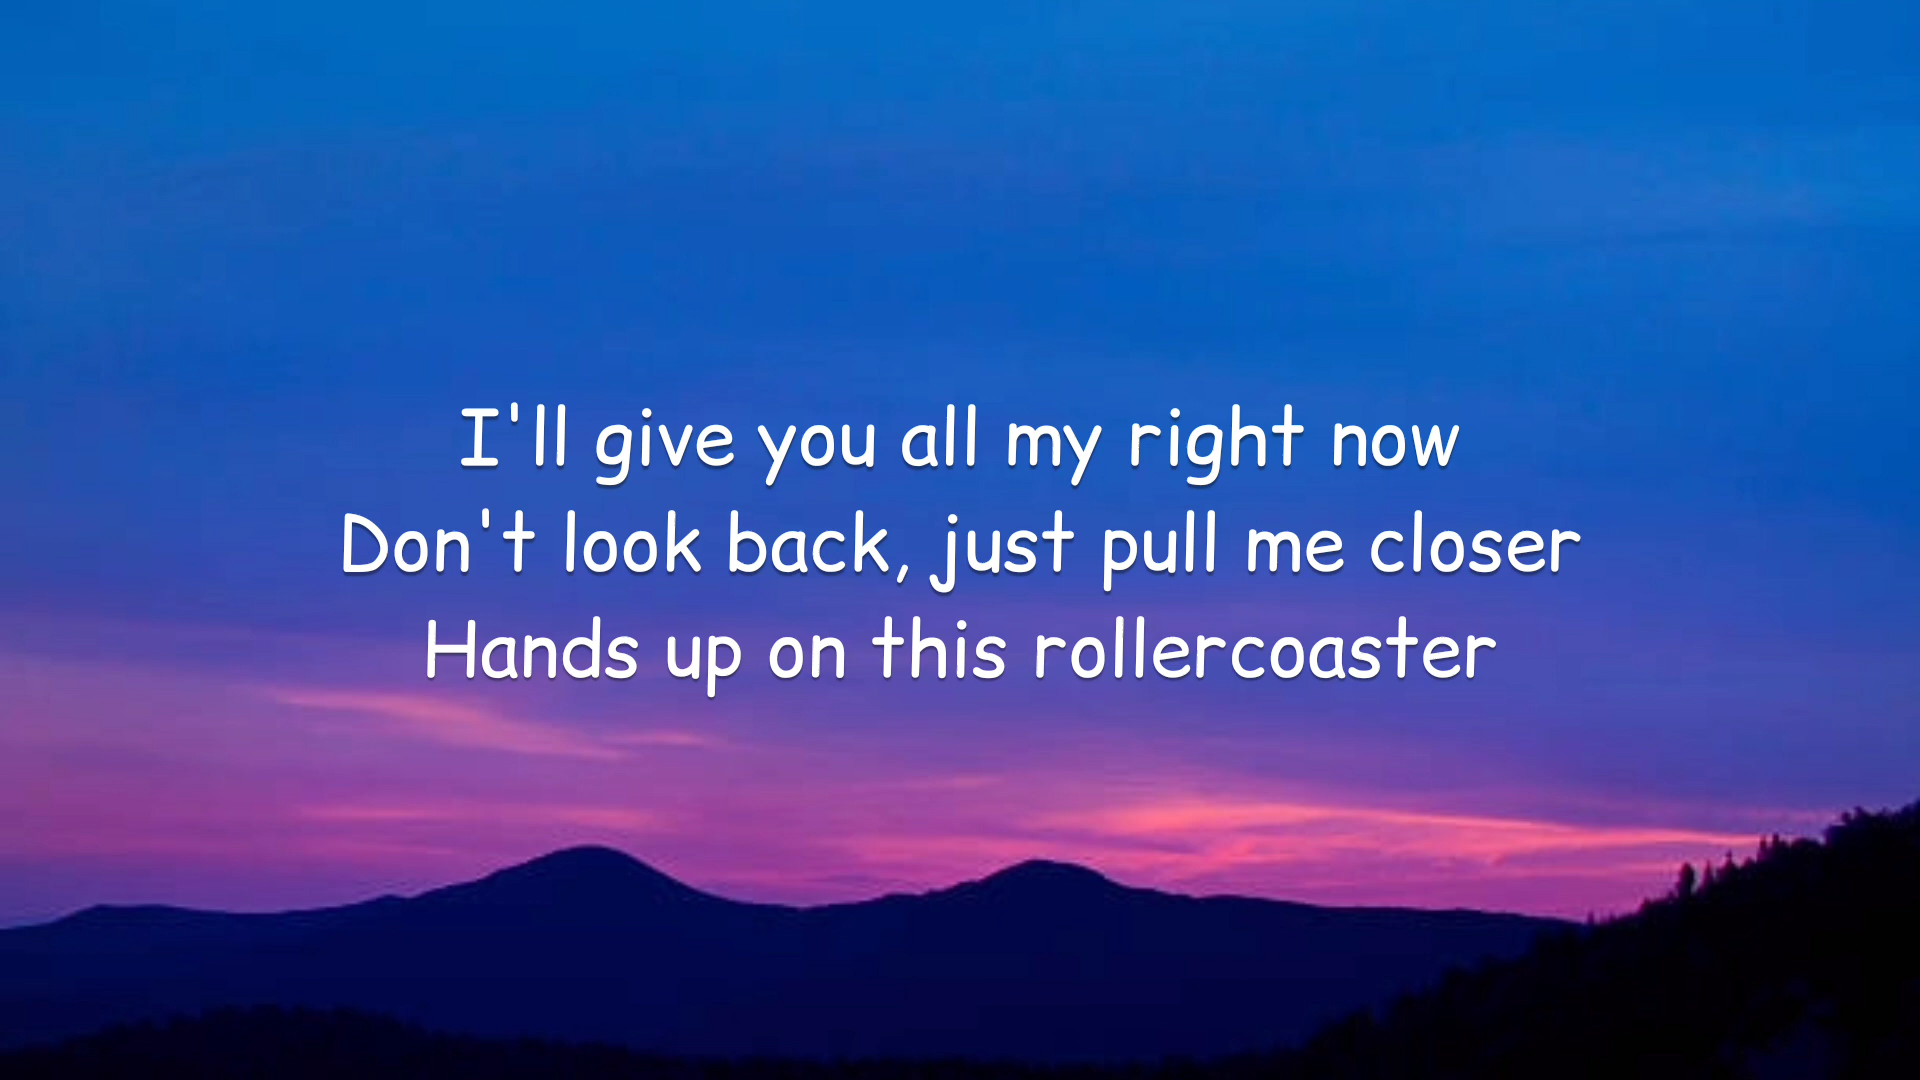 I'll give you all my right now
Don't look back, just pull me closer
Hands up on this rollercoaster